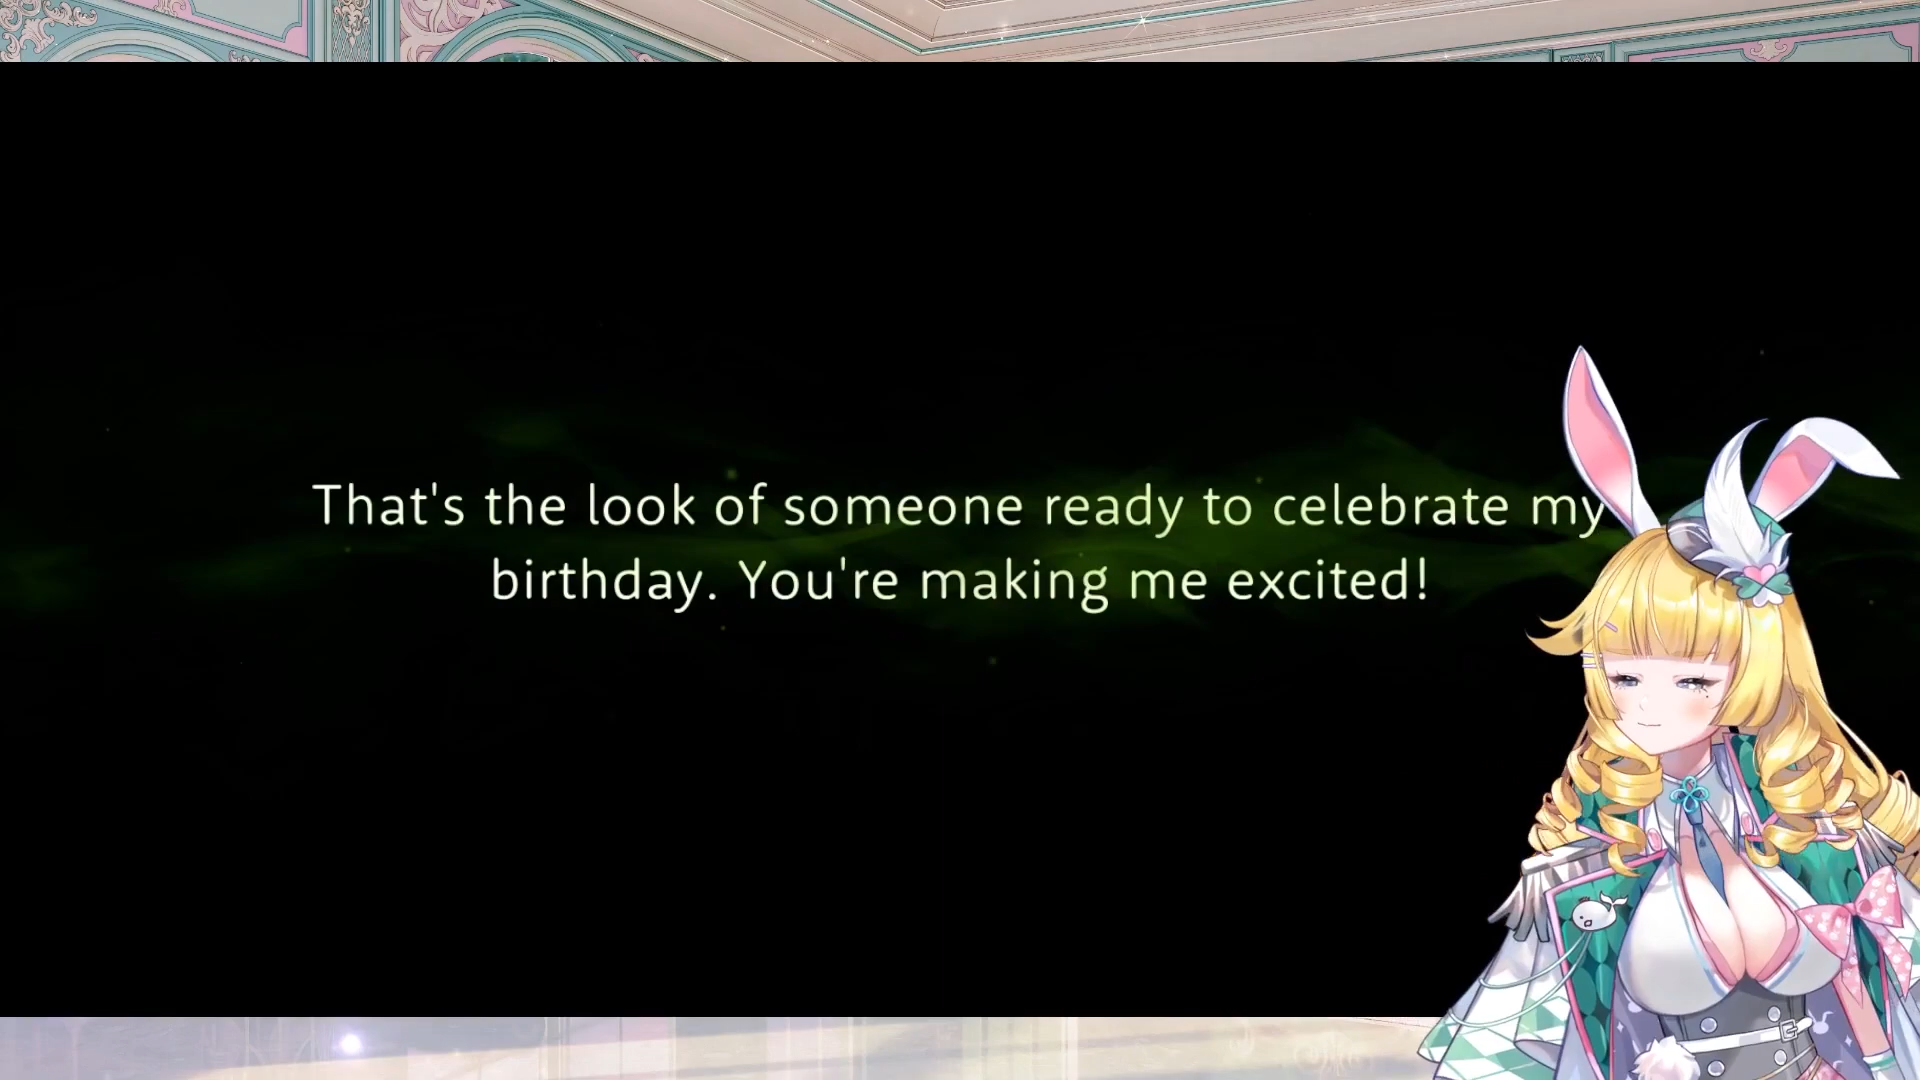 That's the look of someone ready to celebrate my
birthday. You're making me excited!